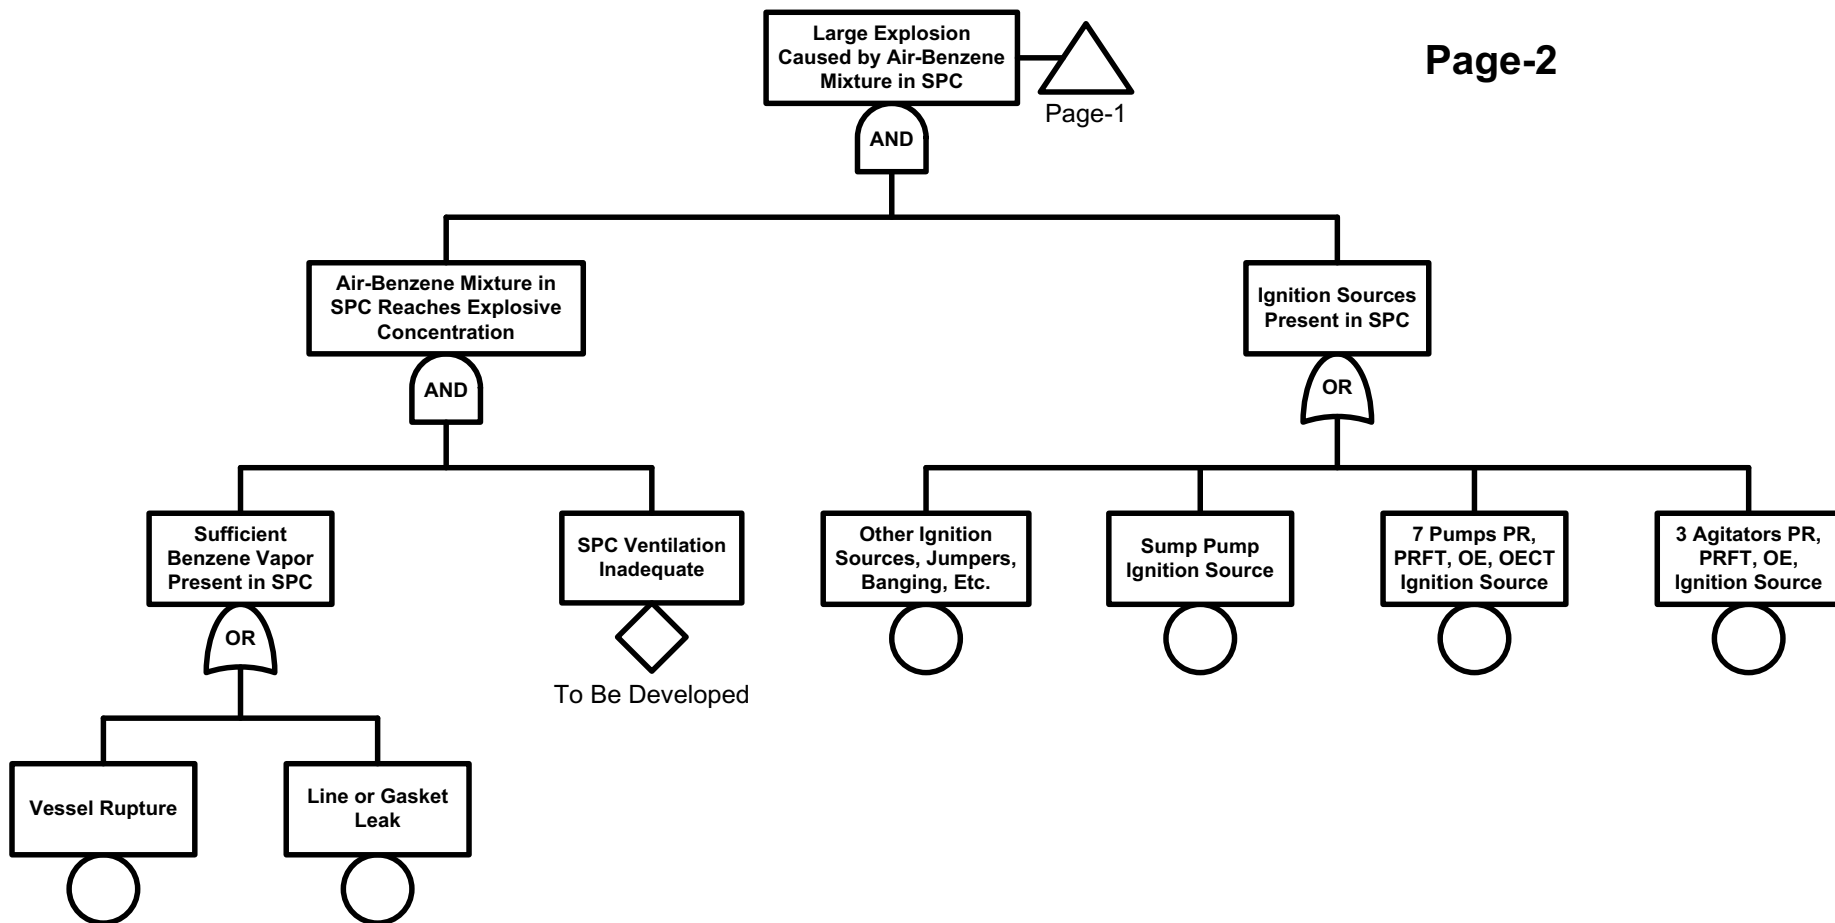 Large Explosion
Caused by Air-Benzene
Mixture in SPC
Page-1
Page-2
AND
Air-Benzene Mixture in
SPC Reaches Explosive
Concentration
AND
Ignition Sources
Present in SPC
OR
Sufficient
Benzene Vapor
Present in SPC
OR
SPC Ventilation
Inadequate
To Be Developed
Other Ignition
Sources, Jumpers,
Banging, Etc.
Sump Pump
Ignition Source
7 Pumps PR,
PRFT, OE, OECT
Ignition Source
3 Agitators PR,
PRFT, OE,
Ignition Source
Vessel Rupture
Line or Gasket
Leak